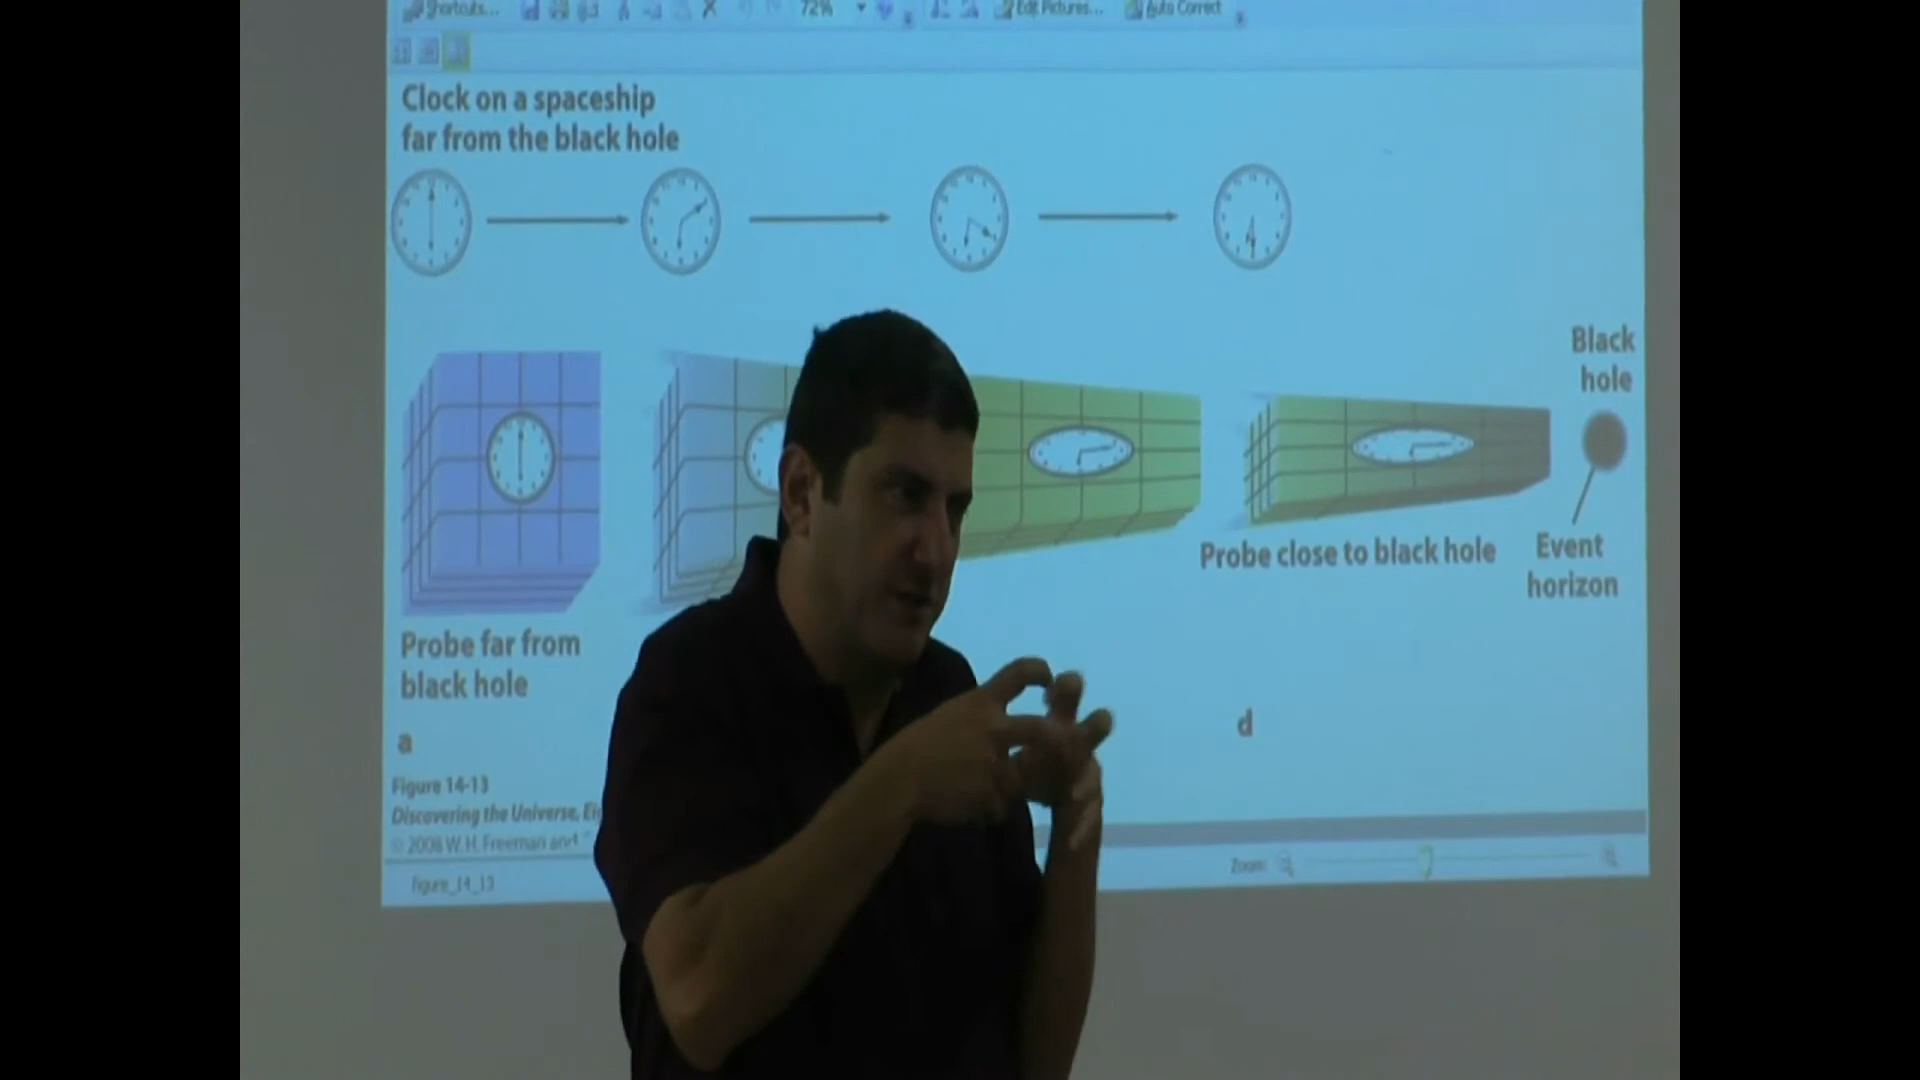 Shortcuts...
72%
Edit Pictures...
Auto Correct
Clock on a spaceship
far from the black hole
Black
hole
Probe close to black hole
Event
horizon
Probe far from
black hole
a
d
Figure 14-13
Discovering the Universe,
© 2008 W. H. Freeman and
figure_14_13
Zoom: